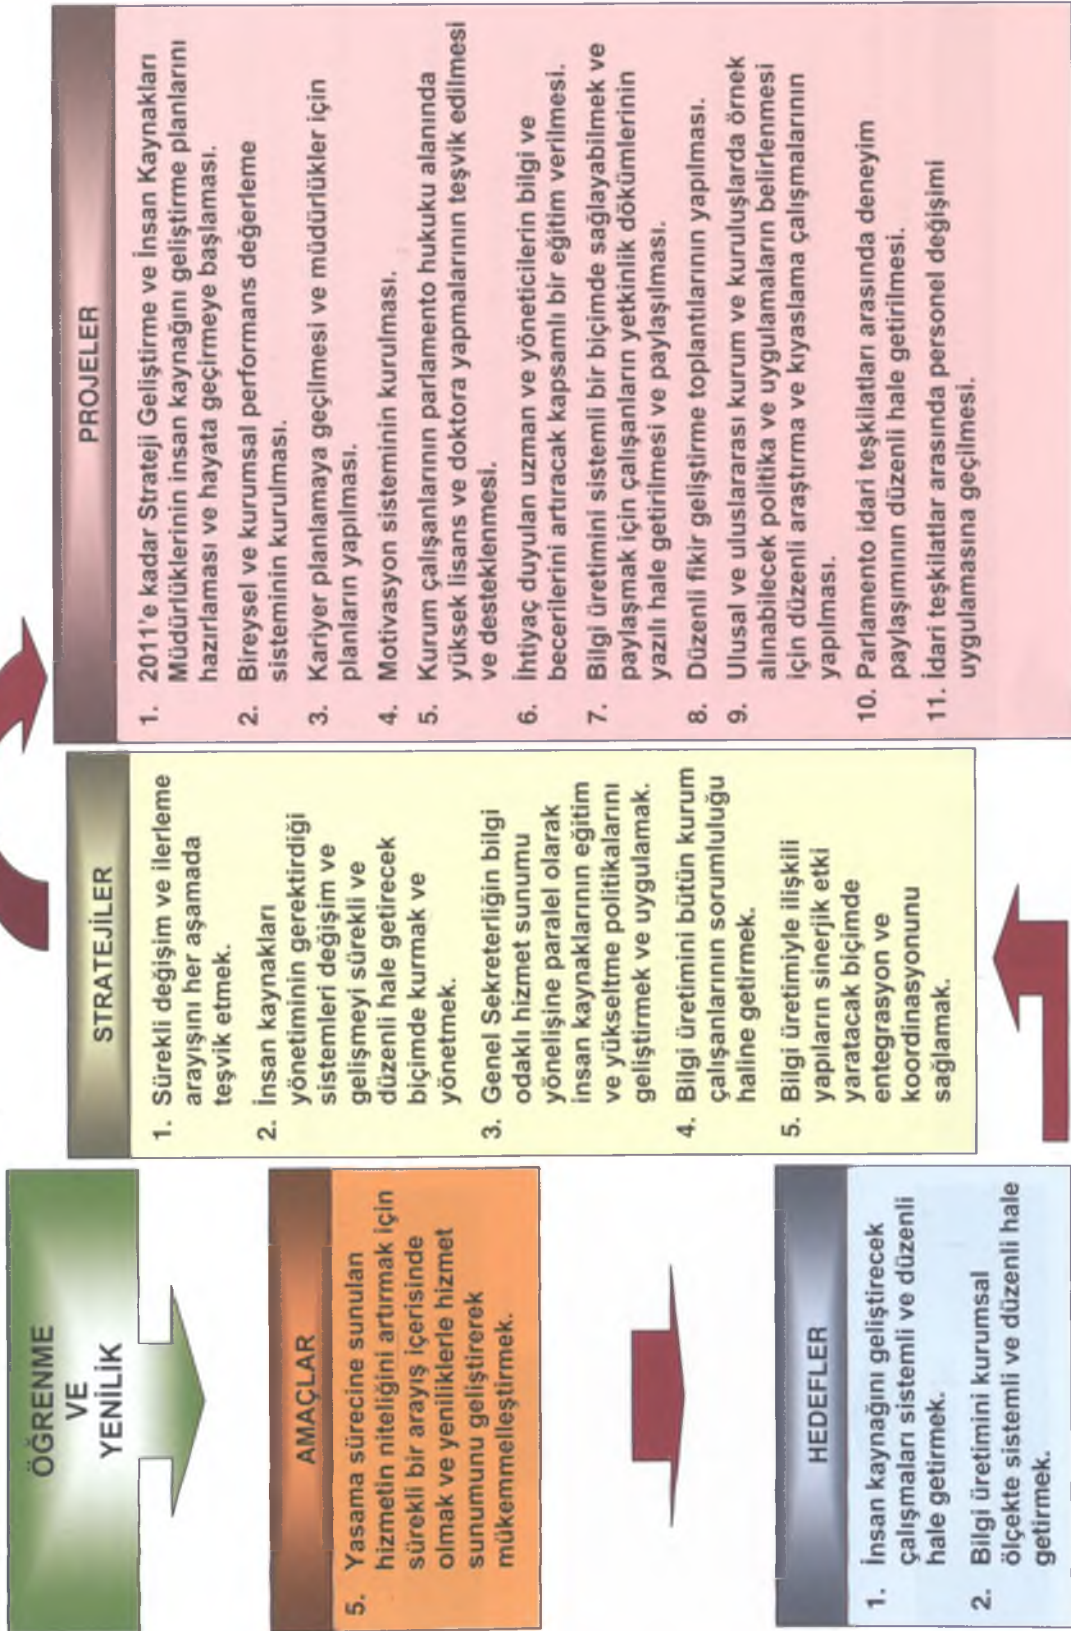 ÖĞRENME
VE
YENİLİK
AMAÇLAR
5. Yasama sürecine sunulan
hizmetin niteliğini artırmak için
sürekli bir arayış içerisinde
olmak ve yeniliklerle hizmet
sunumunu geliştirerek
mükemmelleştirmek.
HEDEFLER
1. İnsan kaynağını geliştirecek
çalışmaları sistemli ve düzenli
hale getirmek.
2. Bilgi üretimini kurumsal
ölçekte sistemli ve düzenli hale
getirmek.
STRATEJİLER
1. Sürekli değişim ve ilerleme
arayışını her aşamada
teşvik etmek.
2. İnsan kaynakları
yönetiminin gerektirdiği
sistemleri değişim ve
gelişmeyi sürekli ve
düzenli hale getirecek
biçimde kurmak ve
yönetmek.
3. Genel Sekreterliğin bilgi
odaklı hizmet sunumu
yönelişine paralel olarak
insan kaynaklarının eğitim
ve yükseltme politikalarını
geliştirmek ve uygulamak.
4. Bilgi üretimini bütün kurum
çalışanlarının sorumluluğu
haline getirmek.
5. Bilgi üretimiyle ilişkili
yapıların sinerjik etki
yaratacak biçimde
entegrasyon ve
koordinasyonunu
sağlamak.
PROJELER
1. 2011'e kadar Strateji Geliştirme ve İnsan Kaynakları
Müdürlüklerinin insan kaynağını geliştirme planlarını
hazırlaması ve hayata geçirmeye başlaması.
2. Bireysel ve kurumsal performans değerleme
sisteminin kurulması.
3. Kariyer planlamaya geçilmesi ve müdürlükler için
planların yapılması.
4. Motivasyon sisteminin kurulması.
5. Kurum çalışanlarının parlamento hukuku alanında
yüksek lisans ve doktora yapmalarının teşvik edilmesi
ve desteklenmesi.
6. İhtiyaç duyulan uzman ve yöneticilerin bilgi ve
becerilerini artıracak kapsamlı bir eğitim verilmesi.
7. Bilgi üretimini sistemli bir biçimde sağlayabilmek ve
paylaşmak için çalışanların yetkinlik dökümlerinin
yazılı hale getirilmesi ve paylaşılması.
8. Düzenli fikir geliştirme toplantılarının yapılması.
9. Ulusal ve uluslararası kurum ve kuruluşlarda örnek
alınabilecek politika ve uygulamaların belirlenmesi
için düzenli araştırma ve kıyaslama çalışmalarının
yapılması.
10. Parlamento idari teşkilatları arasında deneyim
paylaşımının düzenli hale getirilmesi.
11. İdari teşkilatlar arasında personel değişimi
uygulamasına geçilmesi.